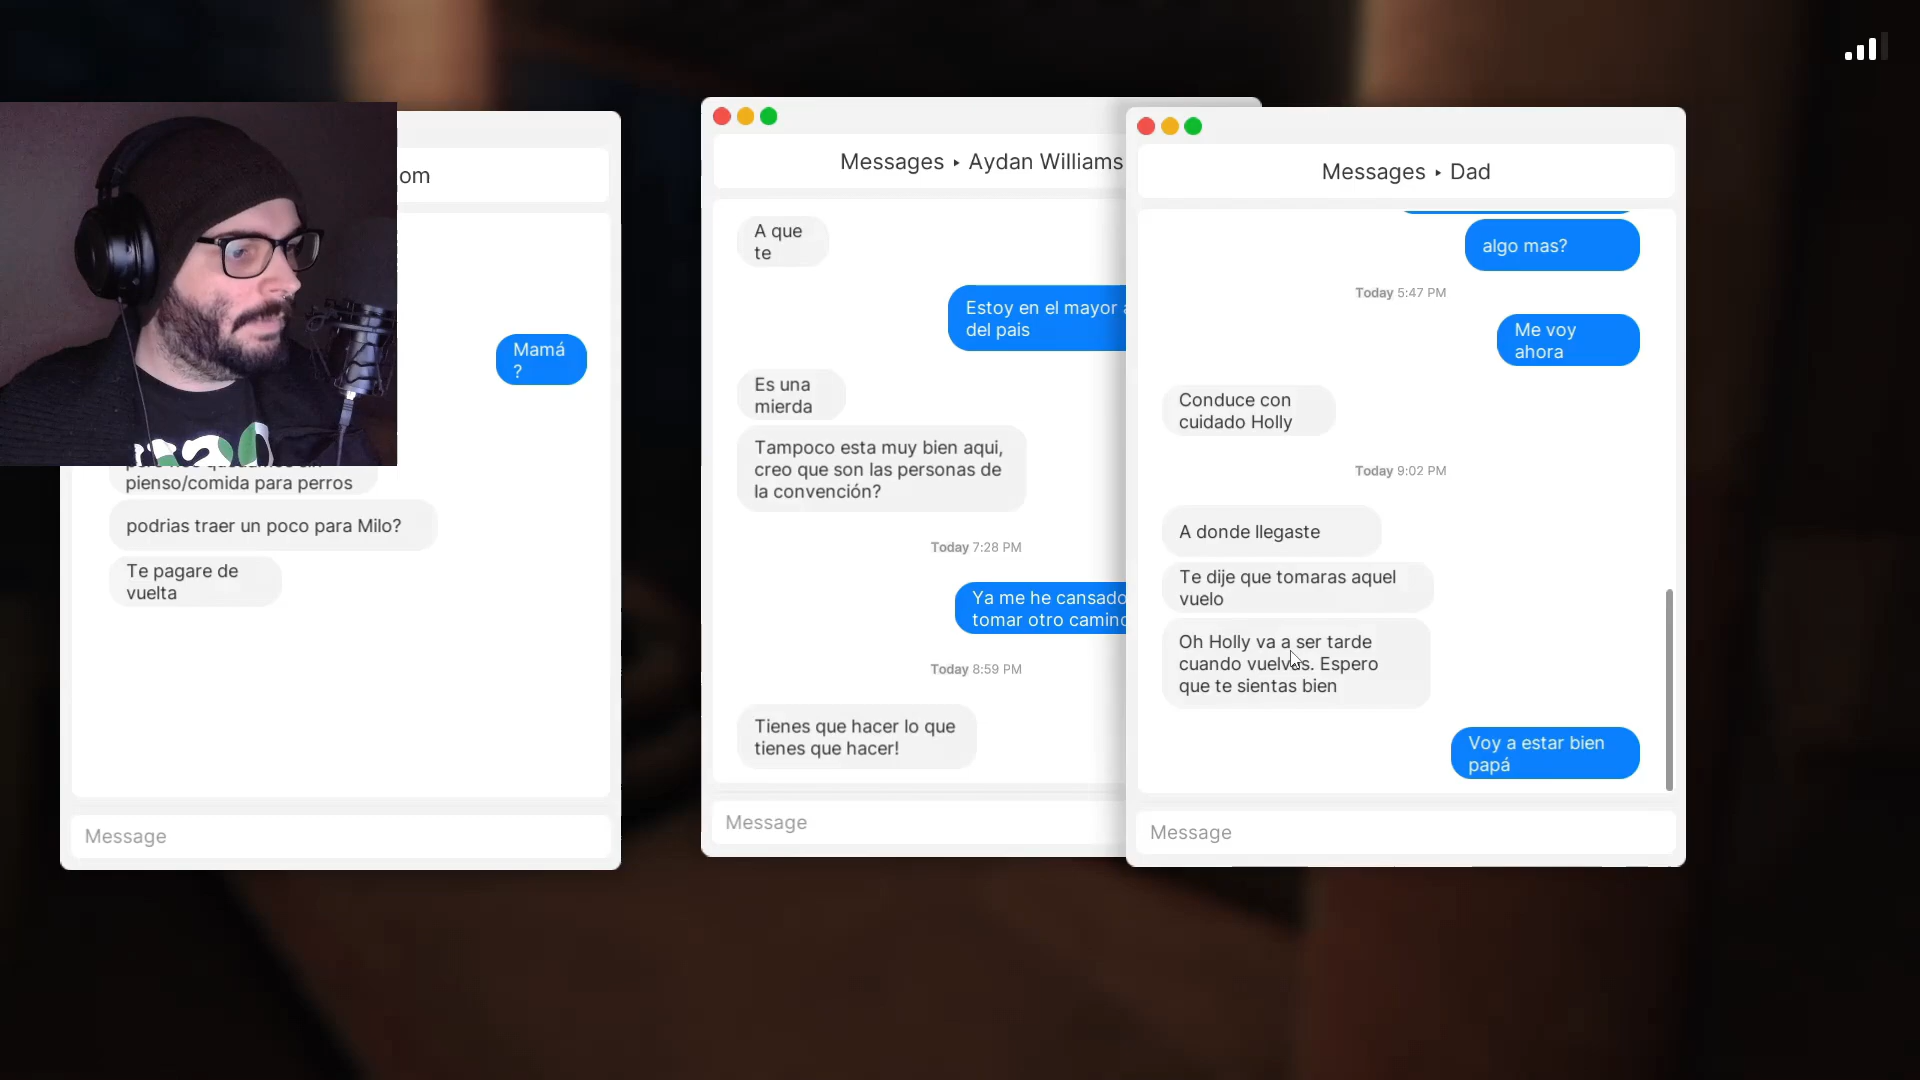 om
Mamá
?
pienso/comida para perros
podrias traer un poco para Milo?
Te pagare de
vuelta
Message
Messages ‣ Aydan Williams
A que
te
Estoy en el mayor
del pais
Es una
mierda
Tampoco esta muy bien aqui,
creo que son las personas de
la convención?
Today 7:28 PM
Ya me he cansado
tomar otro camino
Today 8:59 PM
Tienes que hacer lo que
tienes que hacer!
Message
Messages ‣ Dad
algo mas?
Today 5:47 PM
Me voy
ahora
Conduce con
cuidado Holly
Today 9:02 PM
A donde llegaste
Te dije que tomaras aquel
vuelo
Oh Holly va a ser tarde
cuando vuelvas. Espero
que te sientas bien
Voy a estar bien
papá
Message